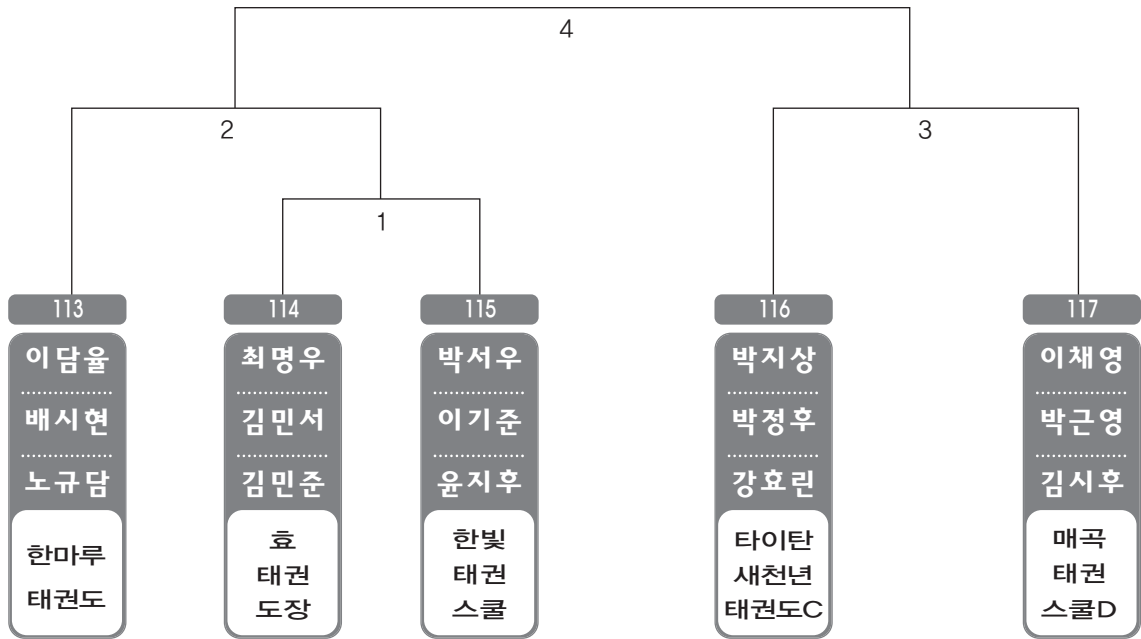 4
2
3
1
113
이담율
배시현
노규담
한마루
태권도
114
최명우
김민서
김민준
효
태권
도장
115
박서우
이기준
윤지후
한빛
태권
스쿨
116
박지상
박정후
강효린
타이탄
새천년
태권도C
117
이채영
박근영
김시후
매곡
태권
스쿨D